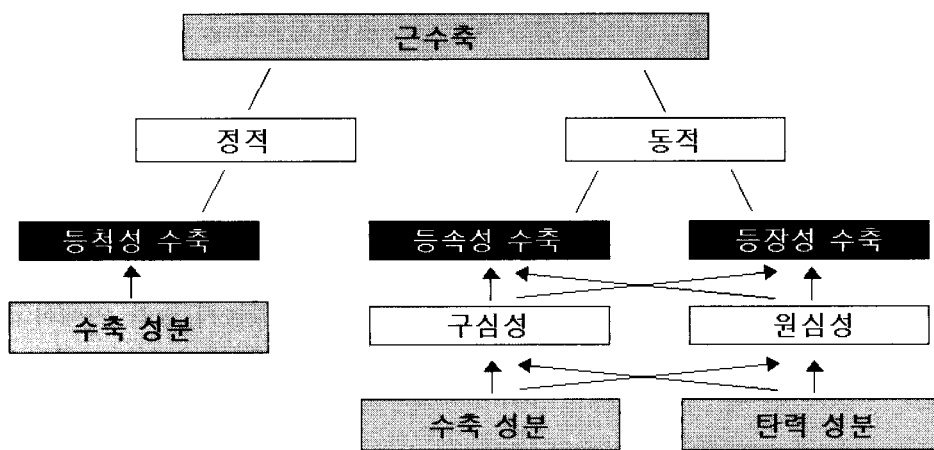 근수축
정적 동적
등척성 수축 등속성 수축 등장성 수축
수축 성분 구심성 원심성
수축 성분 탄력 성분